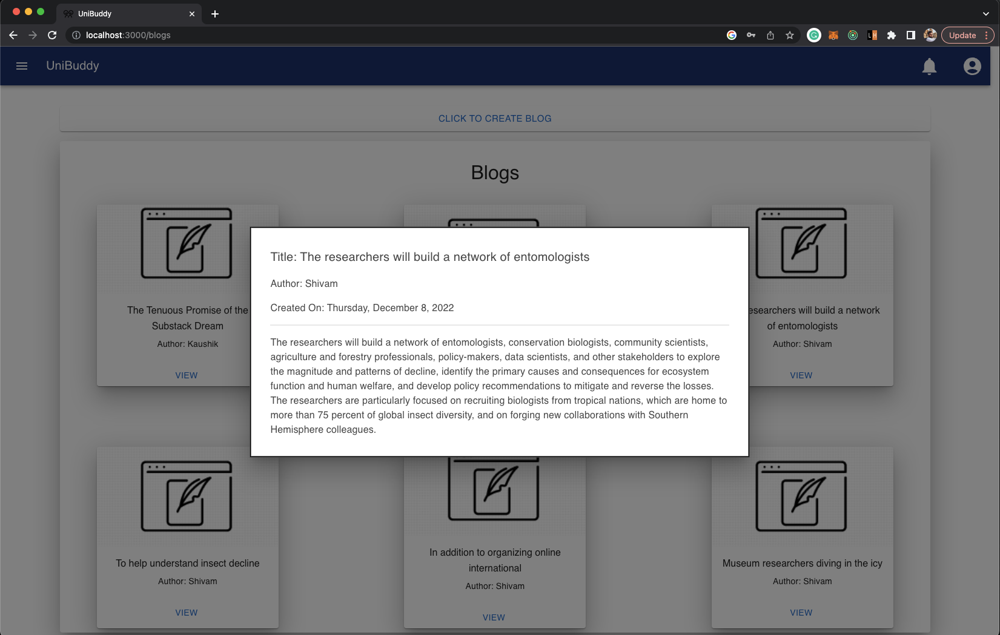 UniBuddy
localhost:3000/blogs
Update
UniBuddy
CLICK TO CREATE BLOG
Blogs
Title: The researchers will build a network of entomologists
Author: Shivam
Created On: Thursday, December 8, 2022
The researchers will build a network of entomologists, conservation biologists, community scientists,
agriculture and forestry professionals, policy-makers, data scientists, and other stakeholders to explore
the magnitude and patterns of decline, identify the primary causes and consequences for ecosystem
function and human welfare, and develop policy recommendations to mitigate and reverse the losses.
The researchers are particularly focused on recruiting biologists from tropical nations, which are home to
more than 75 percent of global insect diversity, and on forging new collaborations with Southern
Hemisphere colleagues.
The Tenuous Promise of the
Substack Dream
Author: Kaushik
VIEW
esearchers will build a network
of entomologists
Author: Shivam
VIEW
To help understand insect decline
Author: Shivam
VIEW
In addition to organizing online
international
Author: Shivam
VIEW
Museum researchers diving in the icy
Author: Shivam
VIEW